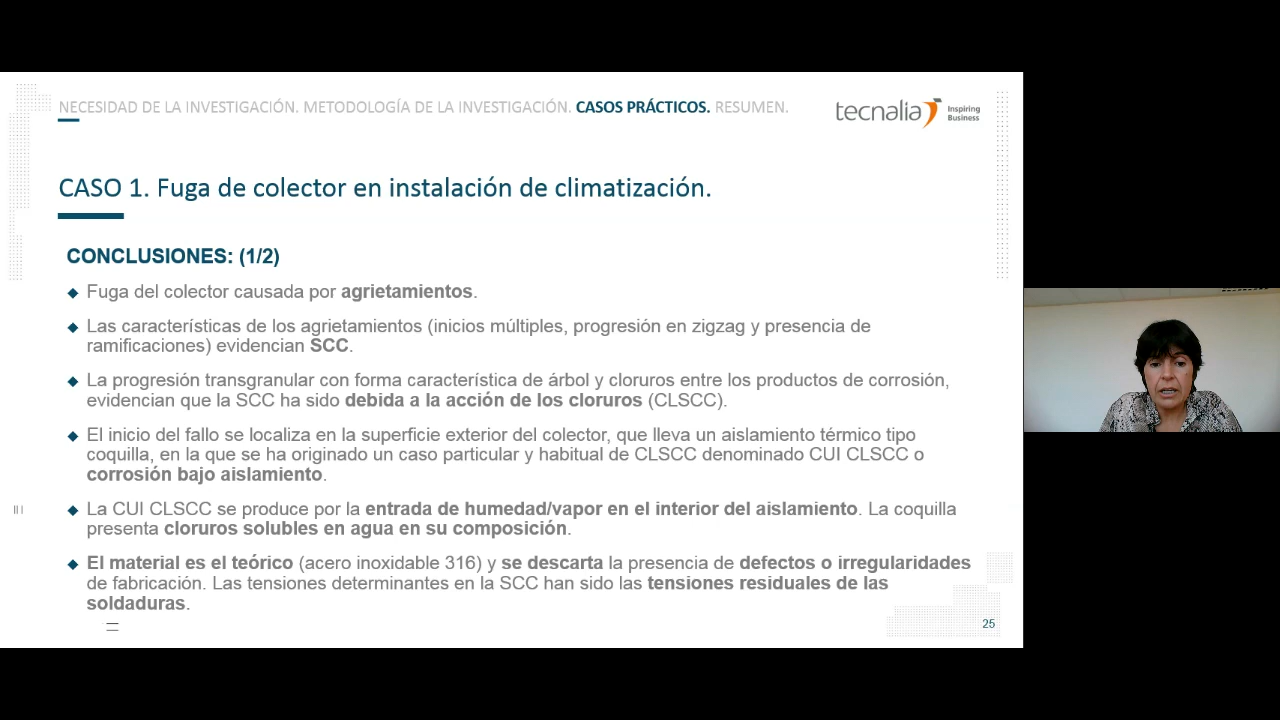 NECESIDAD DE LA INVESTIGACIÓN. METODOLOGÍA DE LA INVESTIGACIÓN. CASOS PRÁCTICOS. RESUMEN.
tecnalia Inspiring
Business
CASO 1. Fuga de colector en instalación de climatización.
CONCLUSIONES: (1/2)
Fuga del colector causada por agrietamientos.
Las características de los agrietamientos (inicios múltiples, progresión en zigzag y presencia de
ramificaciones) evidencian SCC.
La progresión transgranular con forma característica de árbol y cloruros entre los productos de corrosión,
evidencian que la SCC ha sido debida a la acción de los cloruros (CLSCC).
El inicio del fallo se localiza en la superficie exterior del colector, que lleva un aislamiento térmico tipo
coquilla, en la que se ha originado un caso particular y habitual de CLSCC denominado CUI CLSCC o
corrosión bajo aislamiento.
La CUI CLSCC se produce por la entrada de humedad/vapor en el interior del aislamiento. La coquilla
presenta cloruros solubles en agua en su composición.
El material es el teórico (acero inoxidable 316) y se descarta la presencia de defectos o irregularidades
de fabricación. Las tensiones determinantes en la SCC han sido las tensiones residuales de las
soldaduras.
25